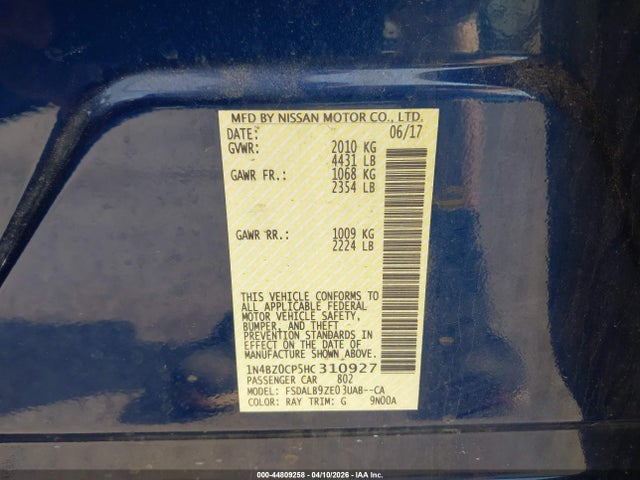 MFD BY NISSAN MOTOR CO., LTD.
DATE: 06/17
GVWR: 2010 KG
4431 LB
GAWR FR.: 1068 KG
2354 LB
GAWR RR.: 1009 KG
2224 LB
THIS VEHICLE CONFORMS TO
ALL APPLICABLE FEDERAL
MOTOR VEHICLE SAFETY,
BUMPER, AND THEFT
PREVENTION STANDARDS IN
EFFECT ON THE DATE OF
MANUFACTURE SHOWN ABOVE.
1N4BZ0CP5HC310927
PASSENGER CAR 802
MODEL: FSDALB9ZE03UAB--CA
COLOR: RAY TRIM: G 9N00A
000-44809258 - 04/10/2026 - IAA Inc.